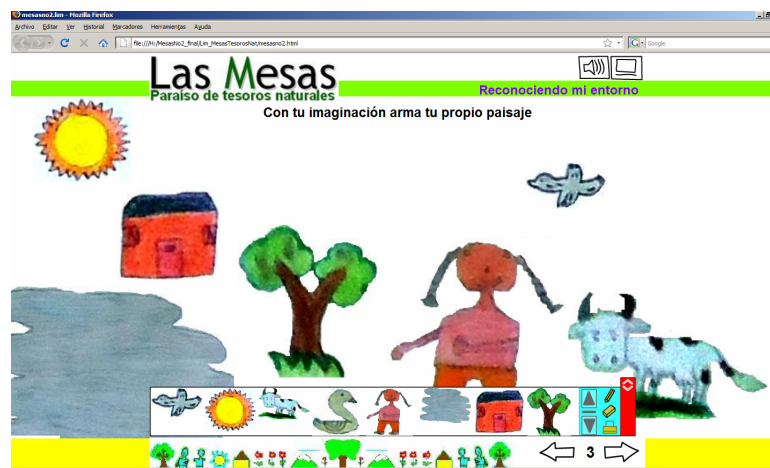 mesasno2.lim - Mozilla Firefox
Archivo Editar Ver Historial Marcadores Herramientas Ayuda
file:///H:/MesasNo2_final/Lim_MesasTesorosNat/mesasno2.html
Google
Las Mesas
Paraíso de tesoros naturales
Reconociendo mi entorno
Con tu imaginación arma tu propio paisaje
3